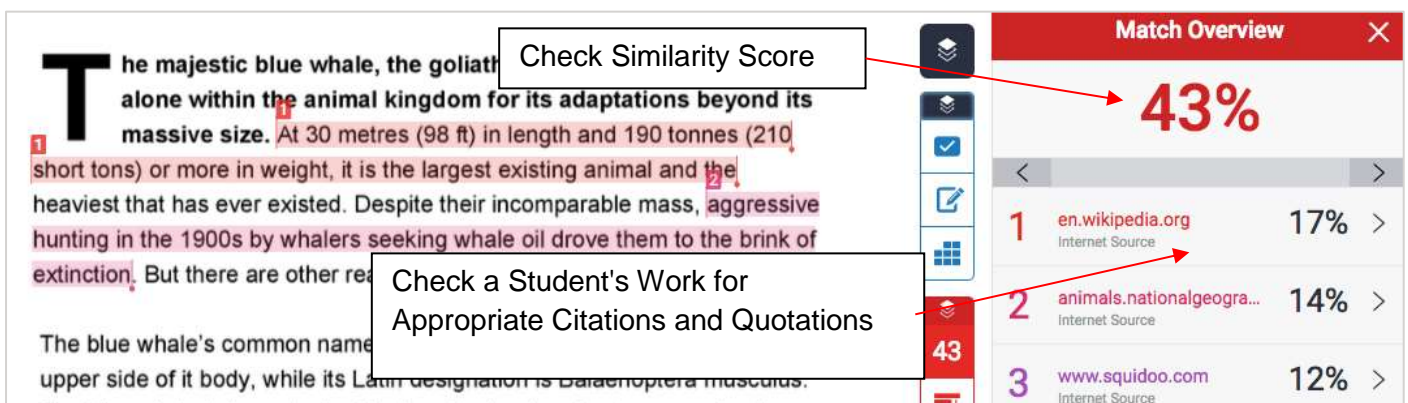 The majestic blue whale, the goliath
alone within the animal kingdom for its adaptations beyond its
massive size. At 30 metres (98 ft) in length and 190 tonnes (210
short tons) or more in weight, it is the largest existing animal and the
heaviest that has ever existed. Despite their incomparable mass, aggressive
hunting in the 1900s by whalers seeking whale oil drove them to the brink of
extinction. But there are other rea
The blue whale's common name
upper side of it body, while its Latin designation is Balaenoptera musculus.
1
1
2
Check Similarity Score
Check a Student's Work for
Appropriate Citations and Quotations
43
Match Overview
43%
1 en.wikipedia.org 17%
Internet Source
2 animals.nationalgeogra... 14%
Internet Source
3 www.squidoo.com 12%
Internet Source